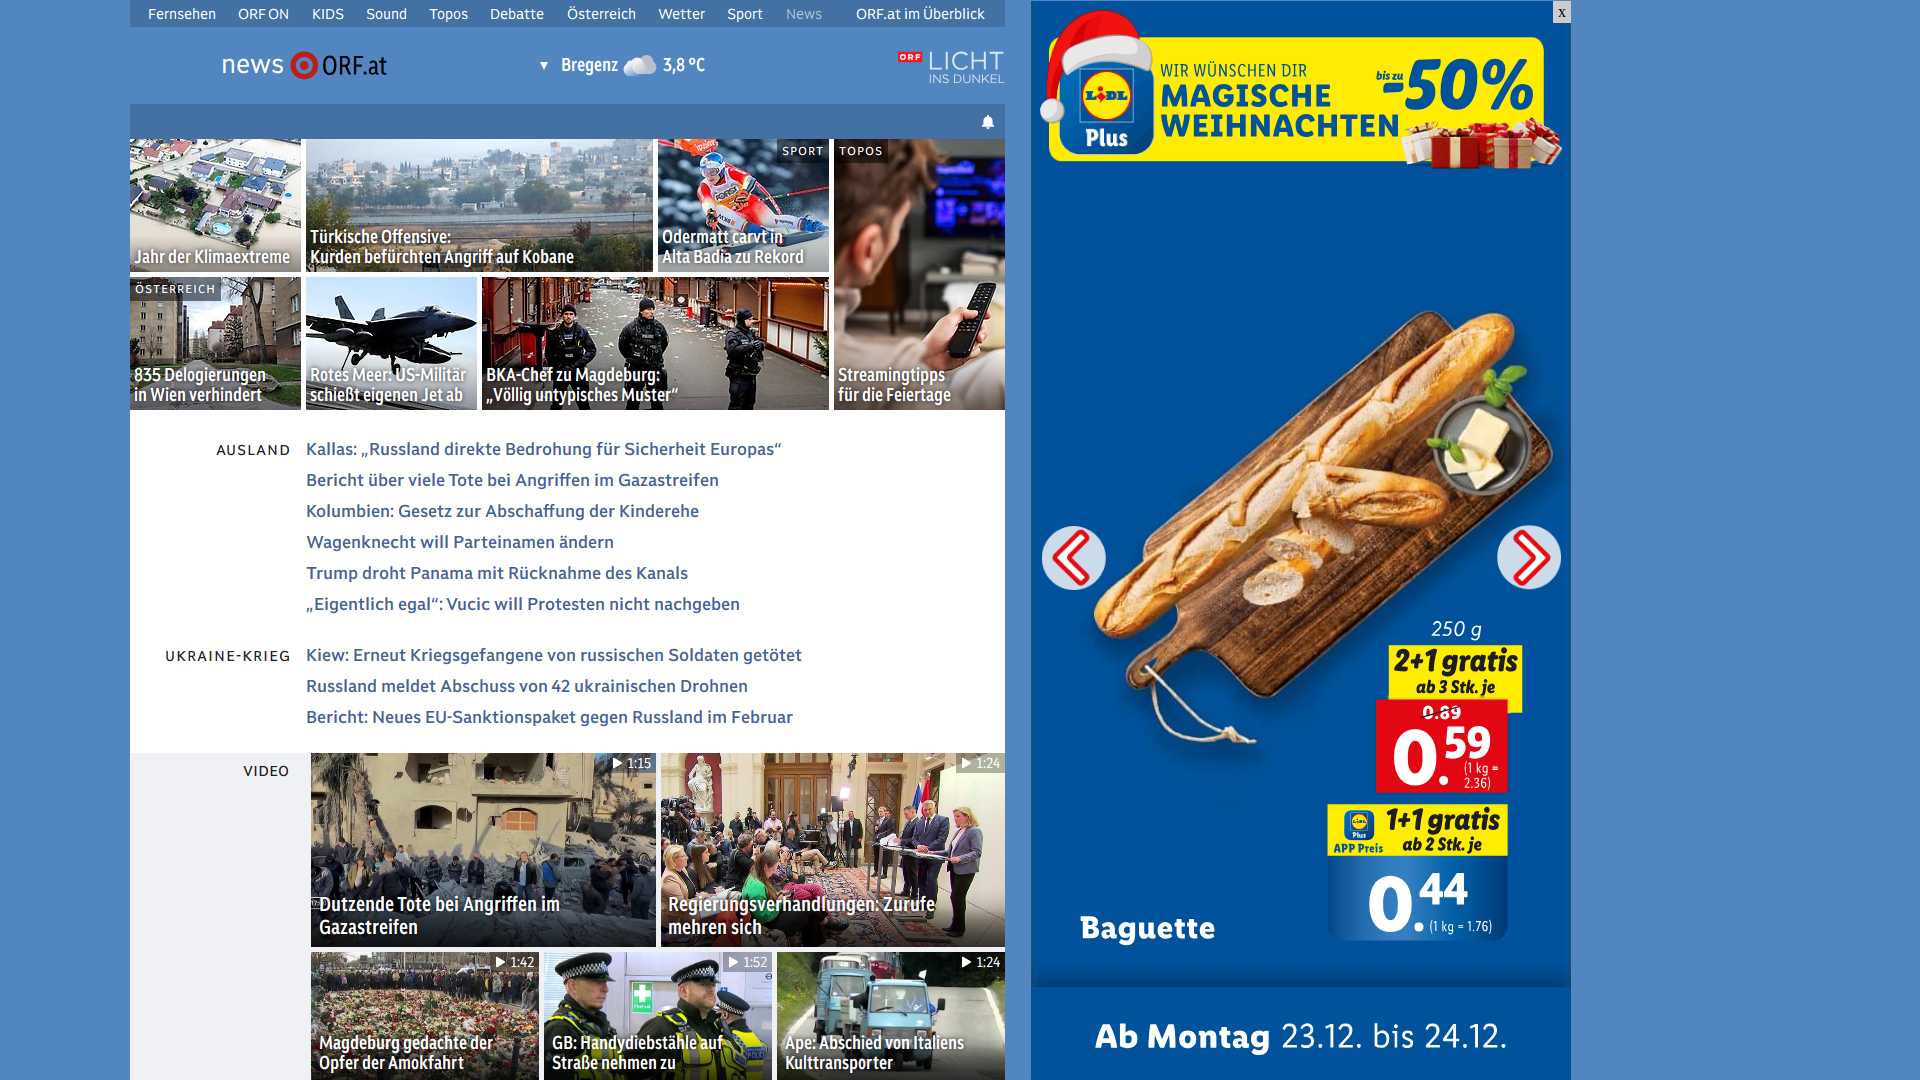 Fernsehen ORF ON KIDS Sound Topos Debatte Österreich Wetter Sport News ORF.at im Überblick
news ORF.at
▼ Bregenz 3,8 °C
ORF LICHT
INS DUNKEL
Jahr der Klimaextreme
Türkische Offensive:
Kurden befürchten Angriff auf Kobane
SPORT
Odermatt carvt in
Alta Badia zu Rekord
TOPOS
Streamingtipps
für die Feiertage
ÖSTERREICH
835 Delogierungen
in Wien verhindert
Rotes Meer: US-Militär
schießt eigenen Jet ab
BKA-Chef zu Magdeburg:
„Völlig untypisches Muster“
AUSLAND
Kallas: „Russland direkte Bedrohung für Sicherheit Europas“
Bericht über viele Tote bei Angriffen im Gazastreifen
Kolumbien: Gesetz zur Abschaffung der Kinderehe
Wagenknecht will Parteinamen ändern
Trump droht Panama mit Rücknahme des Kanals
„Eigentlich egal“: Vucic will Protesten nicht nachgeben
UKRAINE-KRIEG
Kiew: Erneut Kriegsgefangene von russischen Soldaten getötet
Russland meldet Abschuss von 42 ukrainischen Drohnen
Bericht: Neues EU-Sanktionspaket gegen Russland im Februar
VIDEO
1:15
Dutzende Tote bei Angriffen im
Gazastreifen
1:24
Regierungsverhandlungen: Zurufe
mehren sich
1:42
Magdeburg gedachte der
Opfer der Amokfahrt
1:52
GB: Handydiebstähle auf
Straße nehmen zu
1:24
Ape: Abschied von Italiens
Kulttransporter
x
LIDL
Plus
WIR WÜNSCHEN DIR
MAGISCHE
WEIHNACHTEN
bis zu
-50%
250 g
2+1 gratis
ab 3 Stk. je
0.89
0.59
(1 kg =
2.36)
LIDL
Plus
APP Preis
1+1 gratis
ab 2 Stk. je
0.44
(1 kg = 1.76)
Baguette
Ab Montag 23.12. bis 24.12.